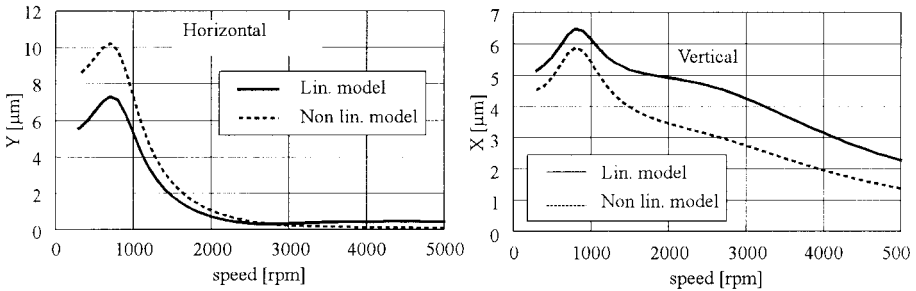 Horizontal
Y [μm]
12
10
8
6
4
2
0
Lin. model
Non lin. model
0 1000 2000 3000 4000 5000
speed [rpm]
Vertical
X [μm]
7
6
5
4
3
2
1
0
Lin. model
Non lin. model
0 1000 2000 3000 4000 500
speed [rpm]